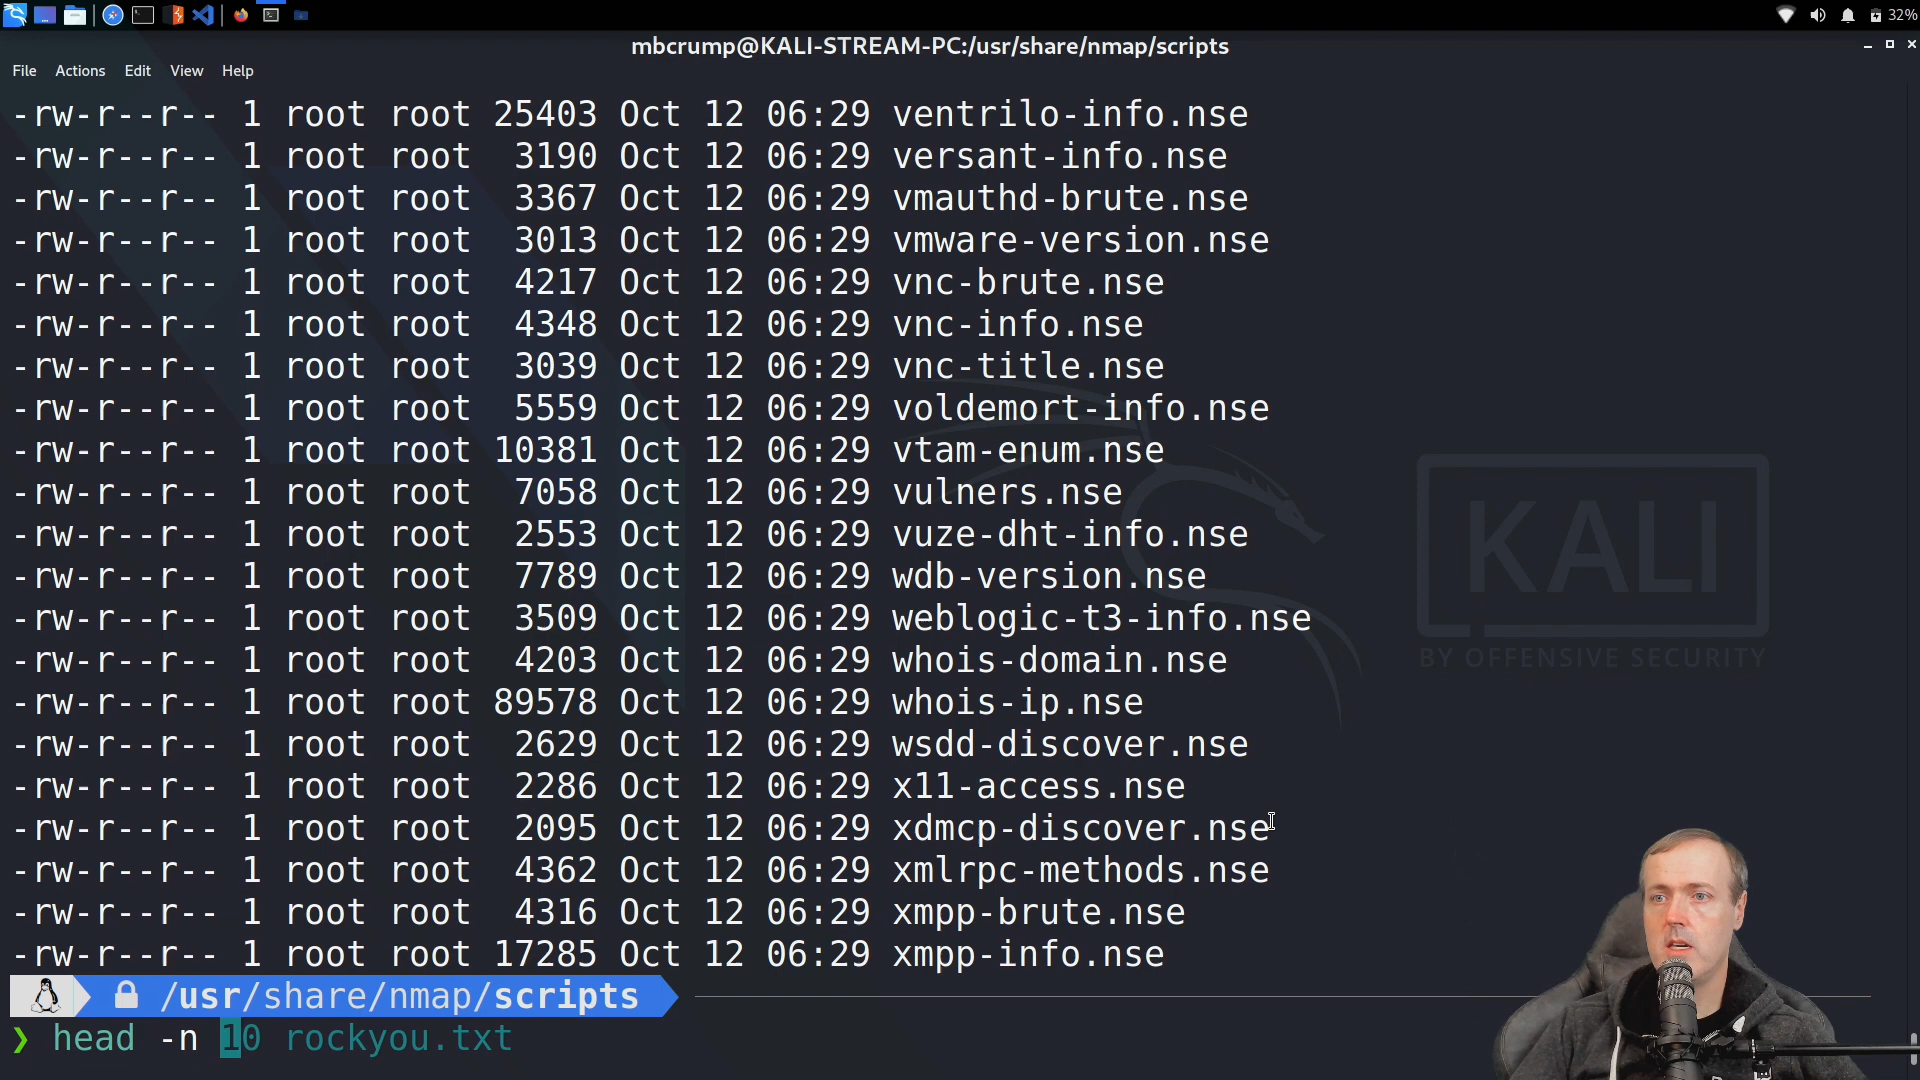 32%
mbcrump@KALI-STREAM-PC:/usr/share/nmap/scripts
File Actions Edit View Help
-rw-r--r-- 1 root root 25403 Oct 12 06:29 ventrilo-info.nse
-rw-r--r-- 1 root root 3190 Oct 12 06:29 versant-info.nse
-rw-r--r-- 1 root root 3367 Oct 12 06:29 vmauthd-brute.nse
-rw-r--r-- 1 root root 3013 Oct 12 06:29 vmware-version.nse
-rw-r--r-- 1 root root 4217 Oct 12 06:29 vnc-brute.nse
-rw-r--r-- 1 root root 4348 Oct 12 06:29 vnc-info.nse
-rw-r--r-- 1 root root 3039 Oct 12 06:29 vnc-title.nse
-rw-r--r-- 1 root root 5559 Oct 12 06:29 voldemort-info.nse
-rw-r--r-- 1 root root 10381 Oct 12 06:29 vtam-enum.nse
-rw-r--r-- 1 root root 7058 Oct 12 06:29 vulners.nse
-rw-r--r-- 1 root root 2553 Oct 12 06:29 vuze-dht-info.nse
-rw-r--r-- 1 root root 7789 Oct 12 06:29 wdb-version.nse
-rw-r--r-- 1 root root 3509 Oct 12 06:29 weblogic-t3-info.nse
-rw-r--r-- 1 root root 4203 Oct 12 06:29 whois-domain.nse
-rw-r--r-- 1 root root 89578 Oct 12 06:29 whois-ip.nse
-rw-r--r-- 1 root root 2629 Oct 12 06:29 wsdd-discover.nse
-rw-r--r-- 1 root root 2286 Oct 12 06:29 x11-access.nse
-rw-r--r-- 1 root root 2095 Oct 12 06:29 xdmcp-discover.nse
-rw-r--r-- 1 root root 4362 Oct 12 06:29 xmlrpc-methods.nse
-rw-r--r-- 1 root root 4316 Oct 12 06:29 xmpp-brute.nse
-rw-r--r-- 1 root root 17285 Oct 12 06:29 xmpp-info.nse
/usr/share/nmap/scripts
❯ head -n 10 rockyou.txt
KALI
BY OFFENSIVE SECURITY